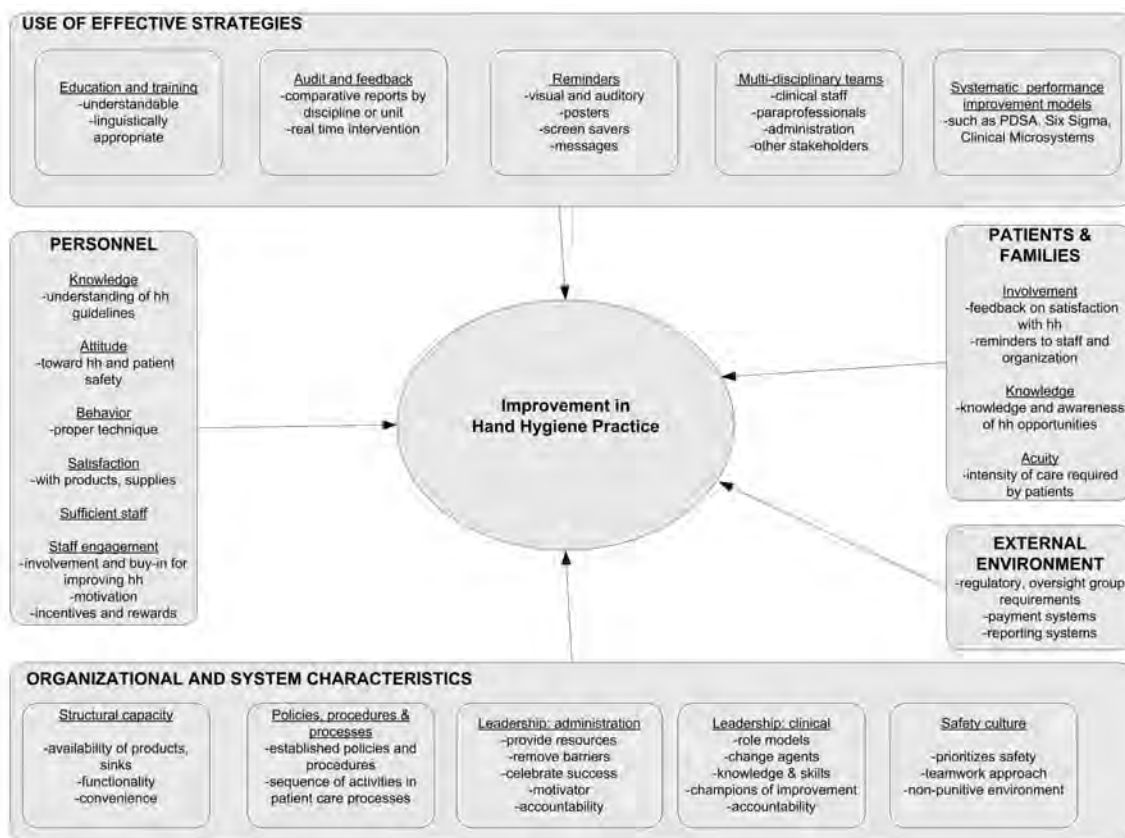 USE OF EFFECTIVE STRATEGIES
Education and training
-understandable
-linguistically
appropriate
Audit and feedback
-comparative reports by
discipline or unit
-real time intervention
Reminders
-visual and auditory
-posters
-screen savers
-messages
Multi-disciplinary teams
-clinical staff
-paraprofessionals
-administration
-other stakeholders
Systematic performance
improvement models
-such as PDSA. Six Sigma,
Clinical Microsystems
PERSONNEL
Knowledge
-understanding of hh
guidelines
Attitude
-toward hh and patient
safety
Behavior
-proper technique
Satisfaction
-with products, supplies
Sufficient staff
Staff engagement
-involvement and buy-in for
improving hh
-motivation
-incentives and rewards
Improvement in
Hand Hygiene Practice
PATIENTS &
FAMILIES
Involvement
-feedback on satisfaction
with hh
-reminders to staff and
organization
Knowledge
-knowledge and awareness
of hh opportunities
Acuity
-intensity of care required
by patients
EXTERNAL
ENVIRONMENT
-regulatory, oversight group
requirements
-payment systems
-reporting systems
ORGANIZATIONAL AND SYSTEM CHARACTERISTICS
Structural capacity
-availability of products,
sinks
-functionality
-convenience
Policies, procedures &
processes
-established policies and
procedures
-sequence of activities in
patient care processes
Leadership: administration
-provide resources
-remove barriers
-celebrate success
-motivator
-accountability
Leadership: clinical
-role models
-change agents
-knowledge & skills
-champions of improvement
-accountability
Safety culture
-prioritizes safety
-teamwork approach
-non-punitive environment